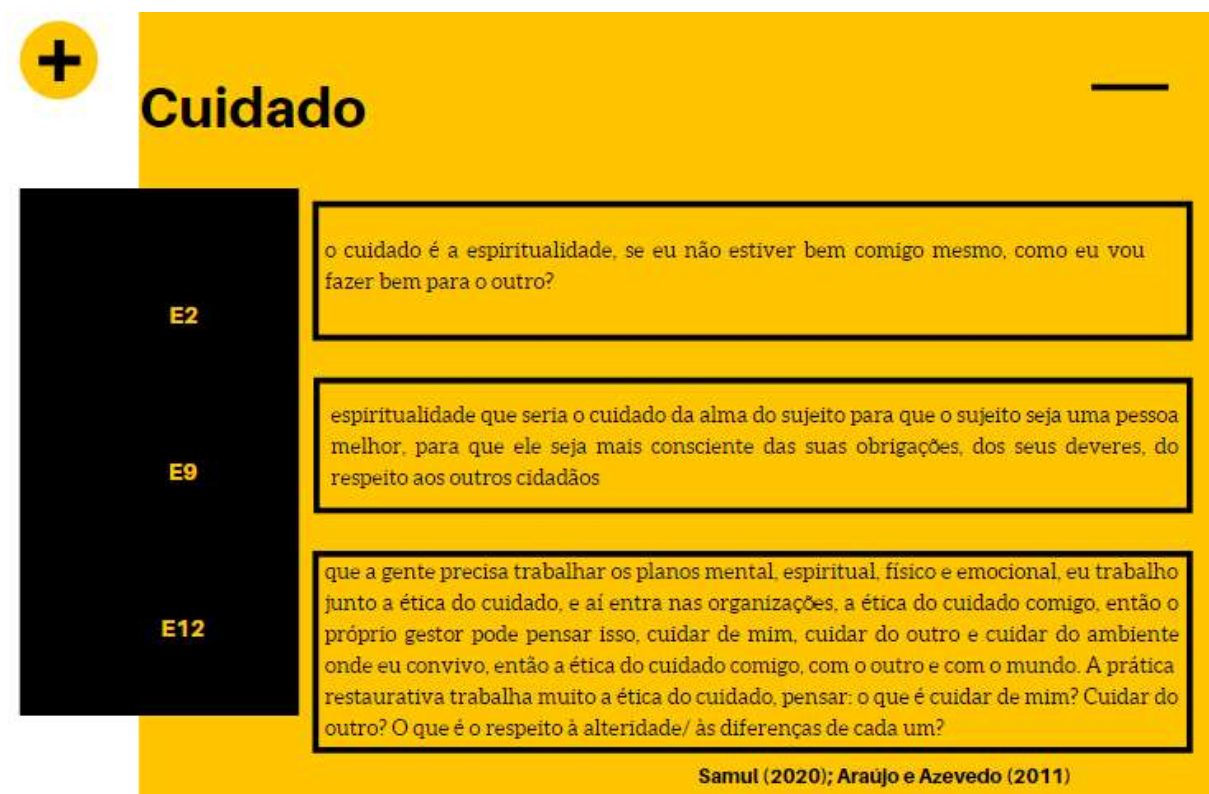 Cuidado
E2
o cuidado é a espiritualidade, se eu não estiver bem comigo mesmo, como eu vou
fazer bem para o outro?
E9
espiritualidade que seria o cuidado da alma do sujeito para que o sujeito seja uma pessoa
melhor, para que ele seja mais consciente das suas obrigações, dos seus deveres, do
respeito aos outros cidadãos
E12
que a gente precisa trabalhar os planos mental, espiritual, físico e emocional, eu trabalho
junto a ética do cuidado, e aí entra nas organizações, a ética do cuidado comigo, então o
próprio gestor pode pensar isso, cuidar de mim, cuidar do outro e cuidar do ambiente
onde eu convivo, então a ética do cuidado comigo, com o outro e com o mundo. A prática
restaurativa trabalha muito a ética do cuidado, pensar: o que é cuidar de mim? Cuidar do
outro? O que é o respeito à alteridade/ às diferenças de cada um?
Samul (2020); Araújo e Azevedo (2011)